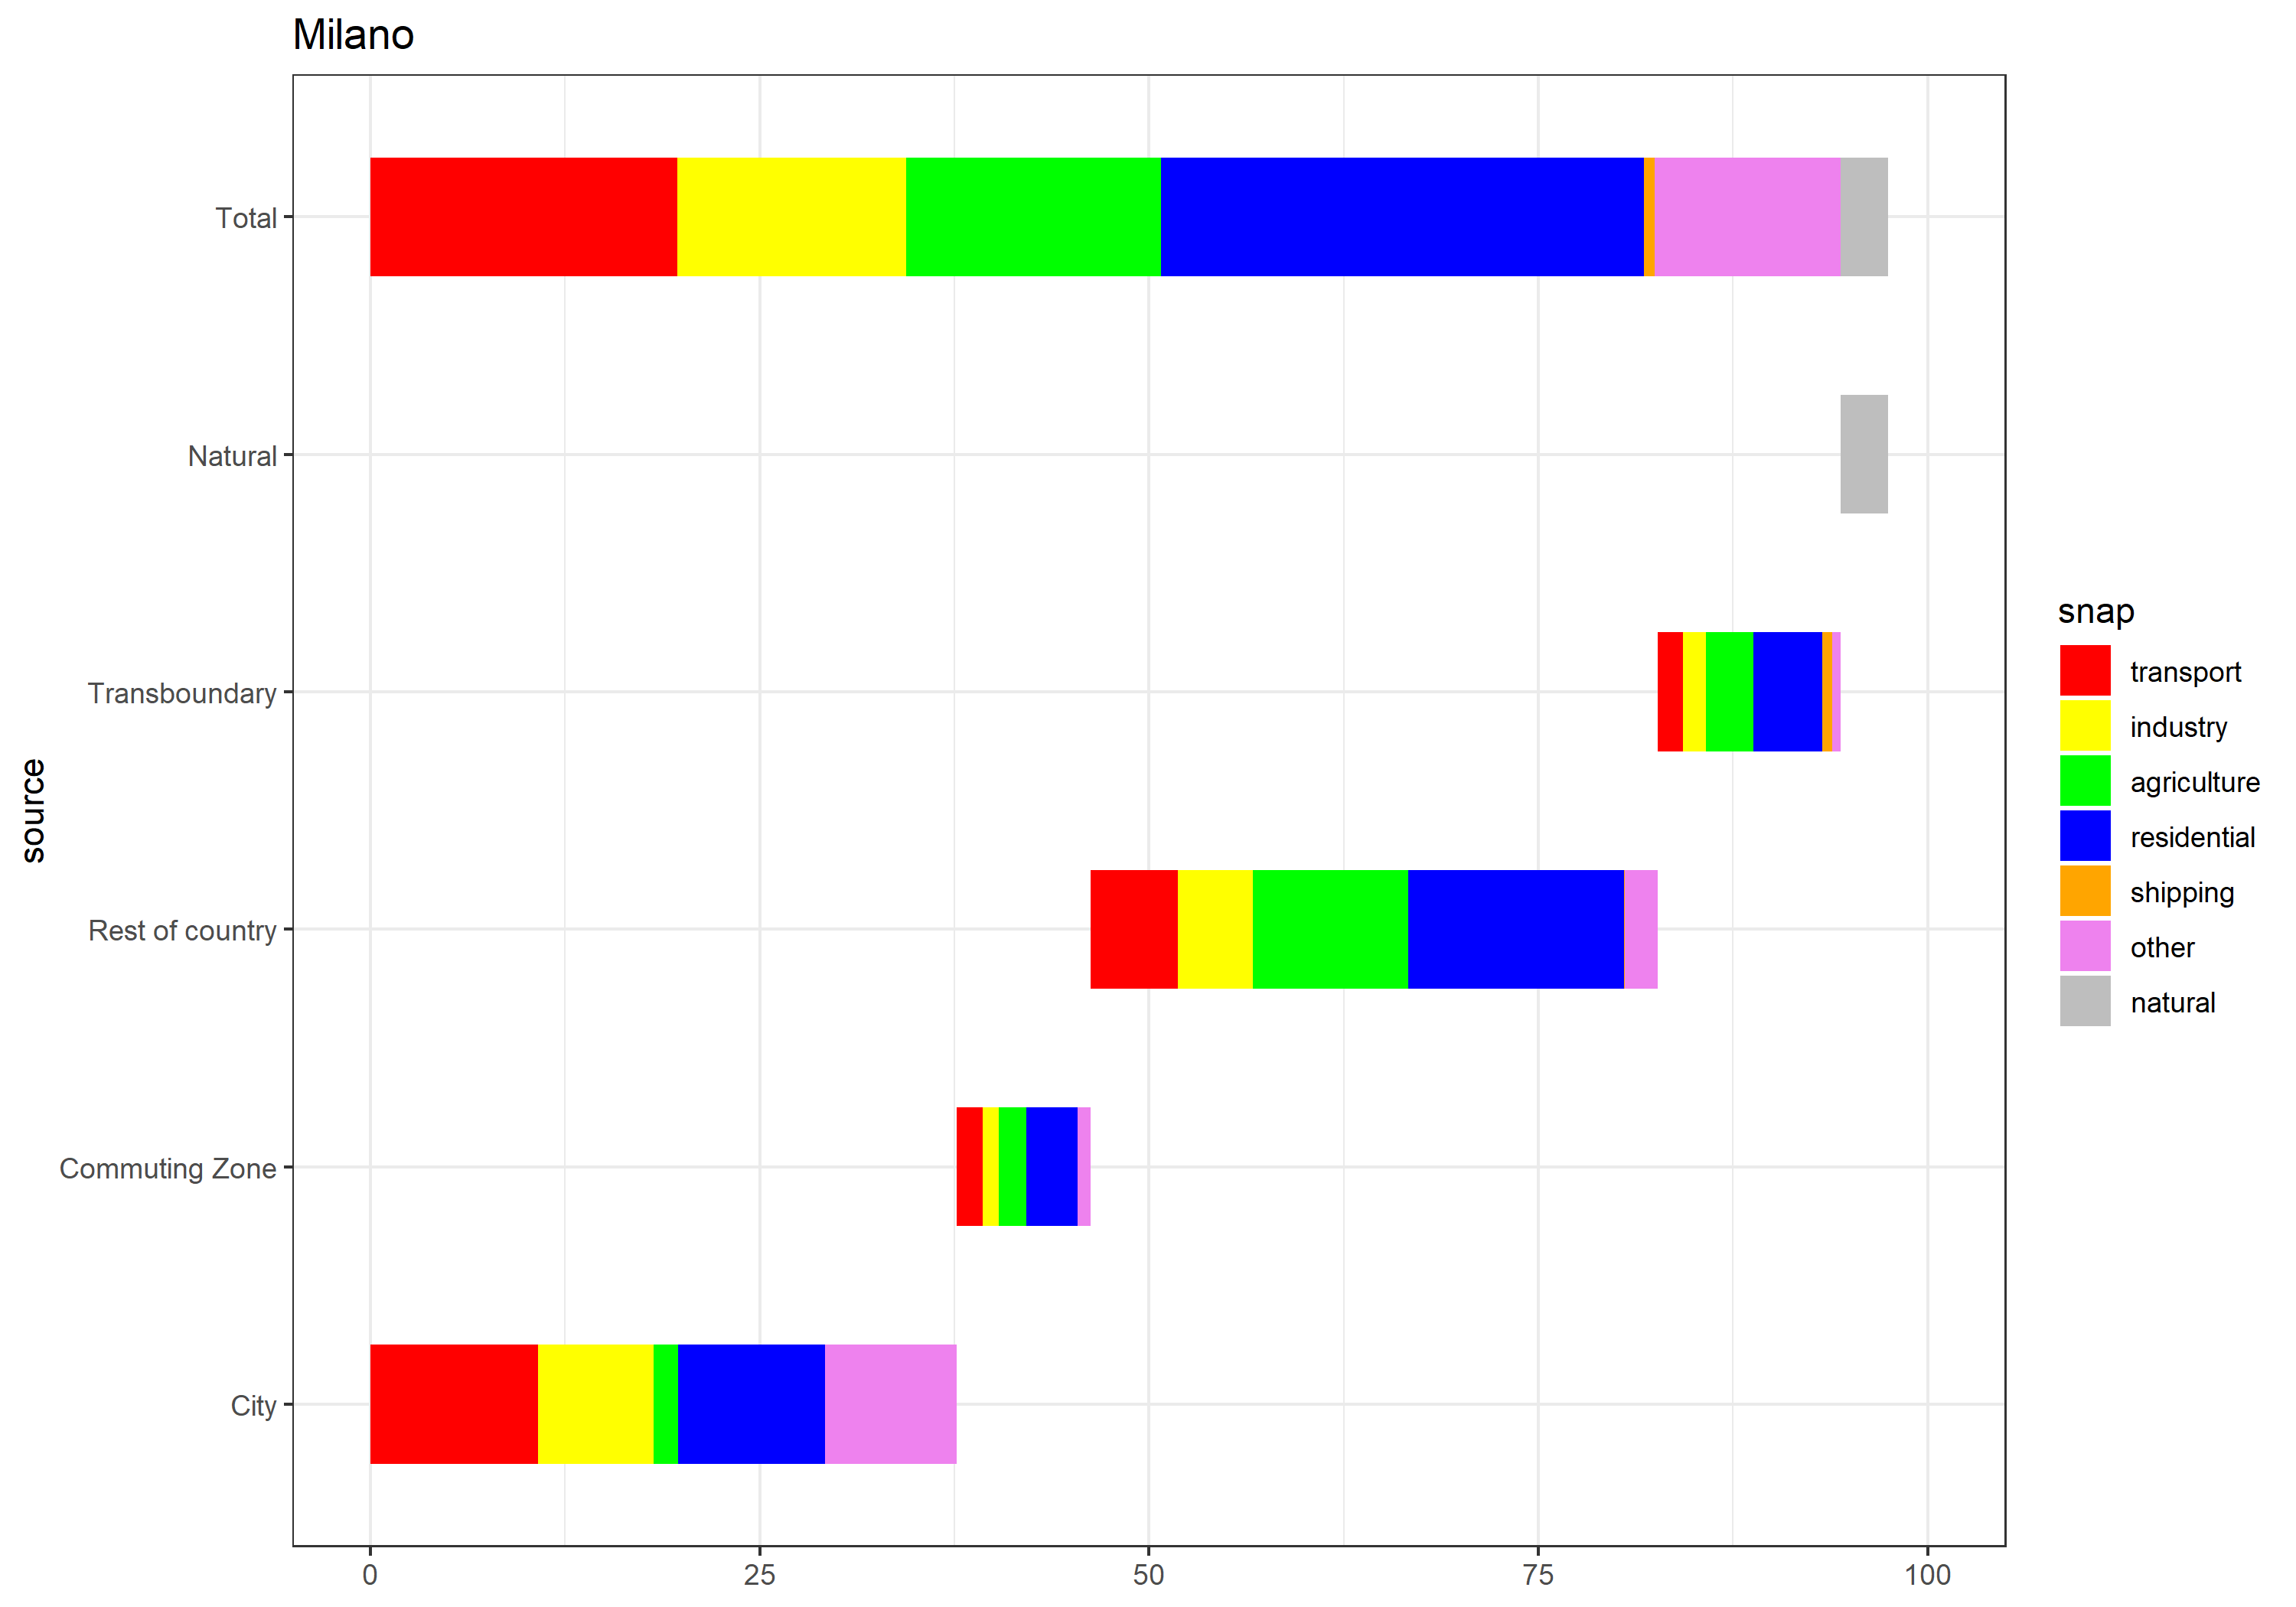 Milano
Total
Natural
Transboundary
Rest of country
Commuting Zone
City
source
0 25 50 75 100
snap
transport
industry
agriculture
residential
shipping
other
natural